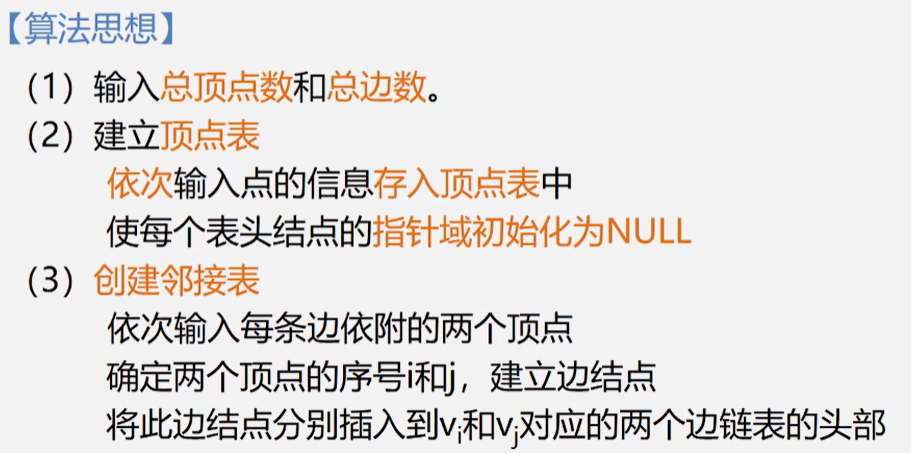 【算法思想】
（1）输入总顶点数和总边数。
（2）建立顶点表
依次输入点的信息存入顶点表中
使每个表头结点的指针域初始化为NULL
（3）创建邻接表
依次输入每条边依附的两个顶点
确定两个顶点的序号i和j，建立边结点
将此边结点分别插入到vi和vj对应的两个边链表的头部